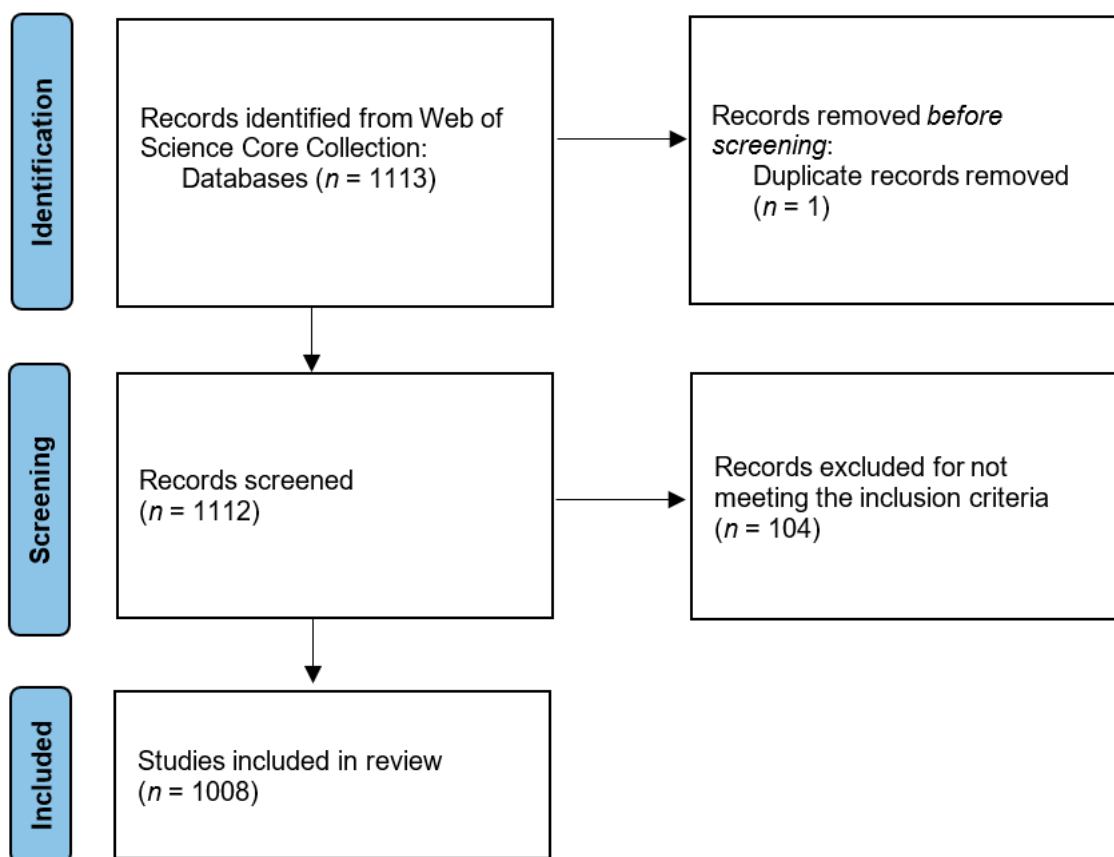 Identification
Records identified from Web of
Science Core Collection:
Databases (n = 1113)
Records removed before
screening:
Duplicate records removed
(n = 1)
Screening
Records screened
(n = 1112)
Records excluded for not
meeting the inclusion criteria
(n = 104)
Included
Studies included in review
(n = 1008)